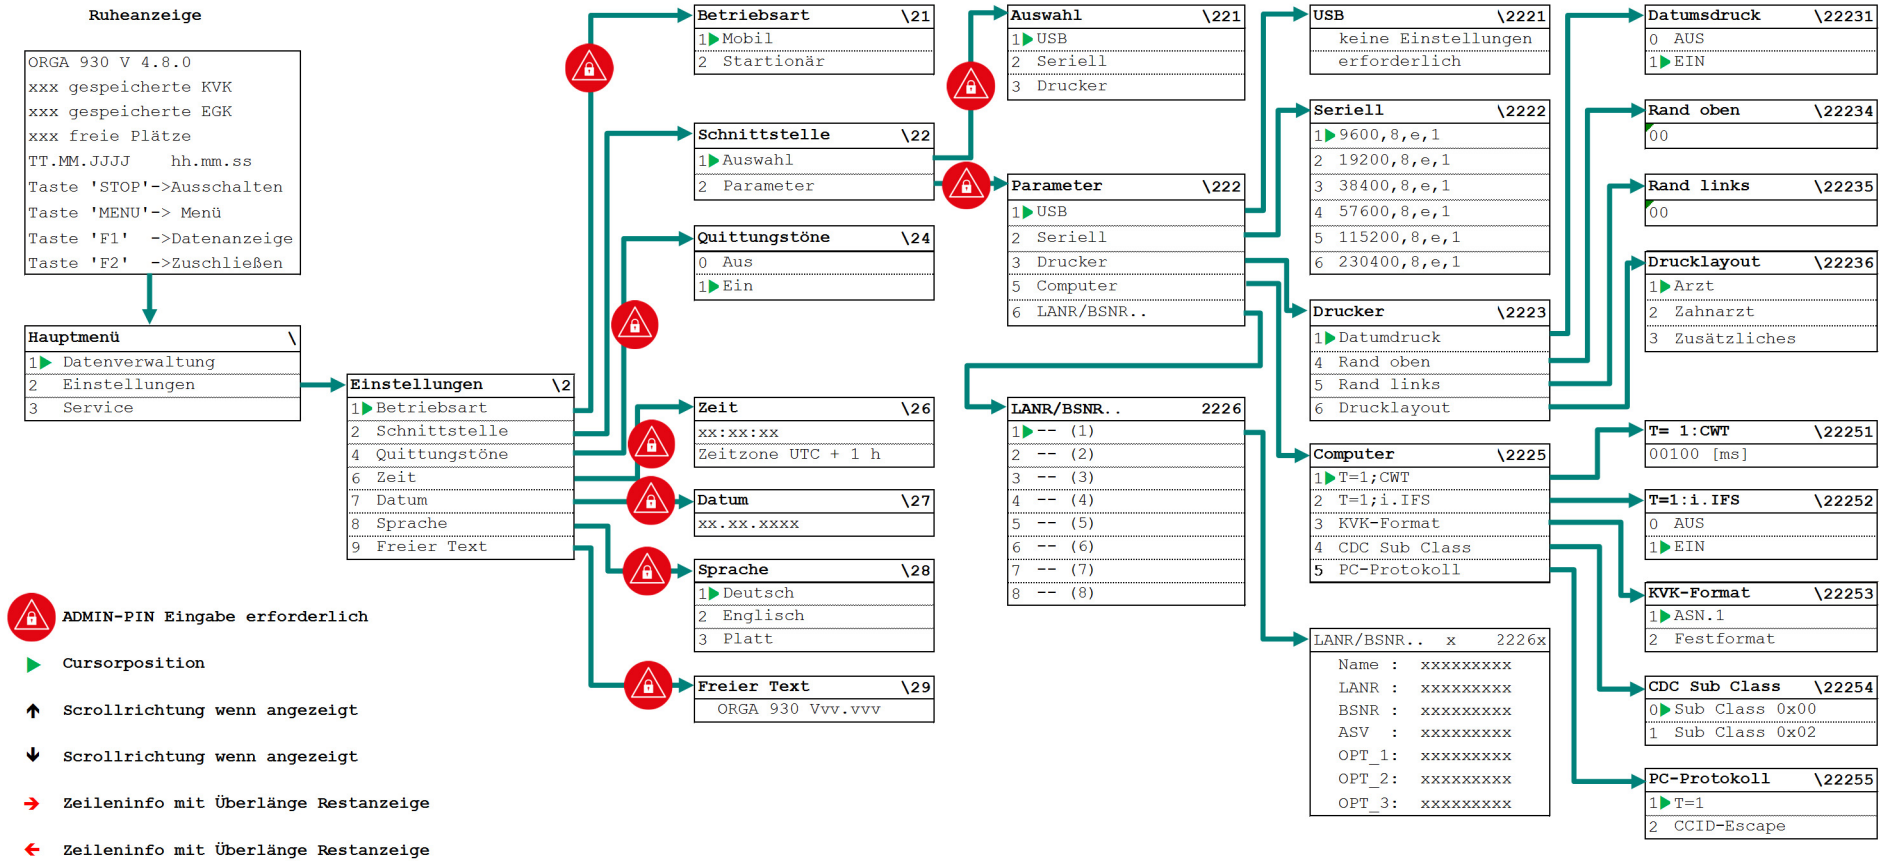 Ruheanzeige
ORGA 930 V 4.8.0
xxx gespeicherte KVK
xxx gespeicherte EGK
xxx freie Plätze
TT.MM.JJJJ hh.mm.ss
Taste 'STOP'->Ausschalten
Taste 'MENU'-> Menü
Taste 'F1' ->Datenanzeige
Taste 'F2' ->Zuschließen
Hauptmenü \
1 Datenverwaltung
2 Einstellungen
3 Service
Einstellungen \2
1 Betriebsart
2 Schnittstelle
4 Quittungstöne
6 Zeit
7 Datum
8 Sprache
9 Freier Text
ADMIN-PIN Eingabe erforderlich
Cursorposition
Scrollrichtung wenn angezeigt
Scrollrichtung wenn angezeigt
Zeileninfo mit Überlänge Restanzeige
Zeileninfo mit Überlänge Restanzeige
Betriebsart \21
1 Mobil
2 Startionär
Schnittstelle \22
1 Auswahl
2 Parameter
Quittungstöne \24
0 Aus
1 Ein
Zeit \26
xx:xx:xx
Zeitzone UTC + 1 h
Datum \27
xx.xx.xxxx
Sprache \28
1 Deutsch
2 Englisch
3 Platt
Freier Text \29
ORGA 930 Vvv.vvv
Auswahl \221
1 USB
2 Seriell
3 Drucker
Parameter \222
1 USB
2 Seriell
3 Drucker
5 Computer
6 LANR/BSNR..
LANR/BSNR.. 2226
1 -- (1)
2 -- (2)
3 -- (3)
4 -- (4)
5 -- (5)
6 -- (6)
7 -- (7)
8 -- (8)
USB \2221
keine Einstellungen
erforderlich
Seriell \2222
1 9600,8,e,1
2 19200,8,e,1
3 38400,8,e,1
4 57600,8,e,1
5 115200,8,e,1
6 230400,8,e,1
Drucker \2223
1 Datumdruck
4 Rand oben
5 Rand links
6 Drucklayout
Computer \2225
1 T=1;CWT
2 T=1;i.IFS
3 KVK-Format
4 CDC Sub Class
5 PC-Protokoll
LANR/BSNR.. x 2226x
Name : xxxxxxxxx
LANR : xxxxxxxxx
BSNR : xxxxxxxxx
ASV : xxxxxxxxx
OPT_1: xxxxxxxxx
OPT_2: xxxxxxxxx
OPT_3: xxxxxxxxx
Datumsdruck \22231
0 AUS
1 EIN
Rand oben \22234
00
Rand links \22235
00
Drucklayout \22236
1 Arzt
2 Zahnarzt
3 Zusätzliches
T= 1:CWT \22251
00100 [ms]
T=1:i.IFS \22252
0 AUS
1 EIN
KVK-Format \22253
1 ASN.1
2 Festformat
CDC Sub Class \22254
0 Sub Class 0x00
1 Sub Class 0x02
PC-Protokoll \22255
1 T=1
2 CCID-Escape